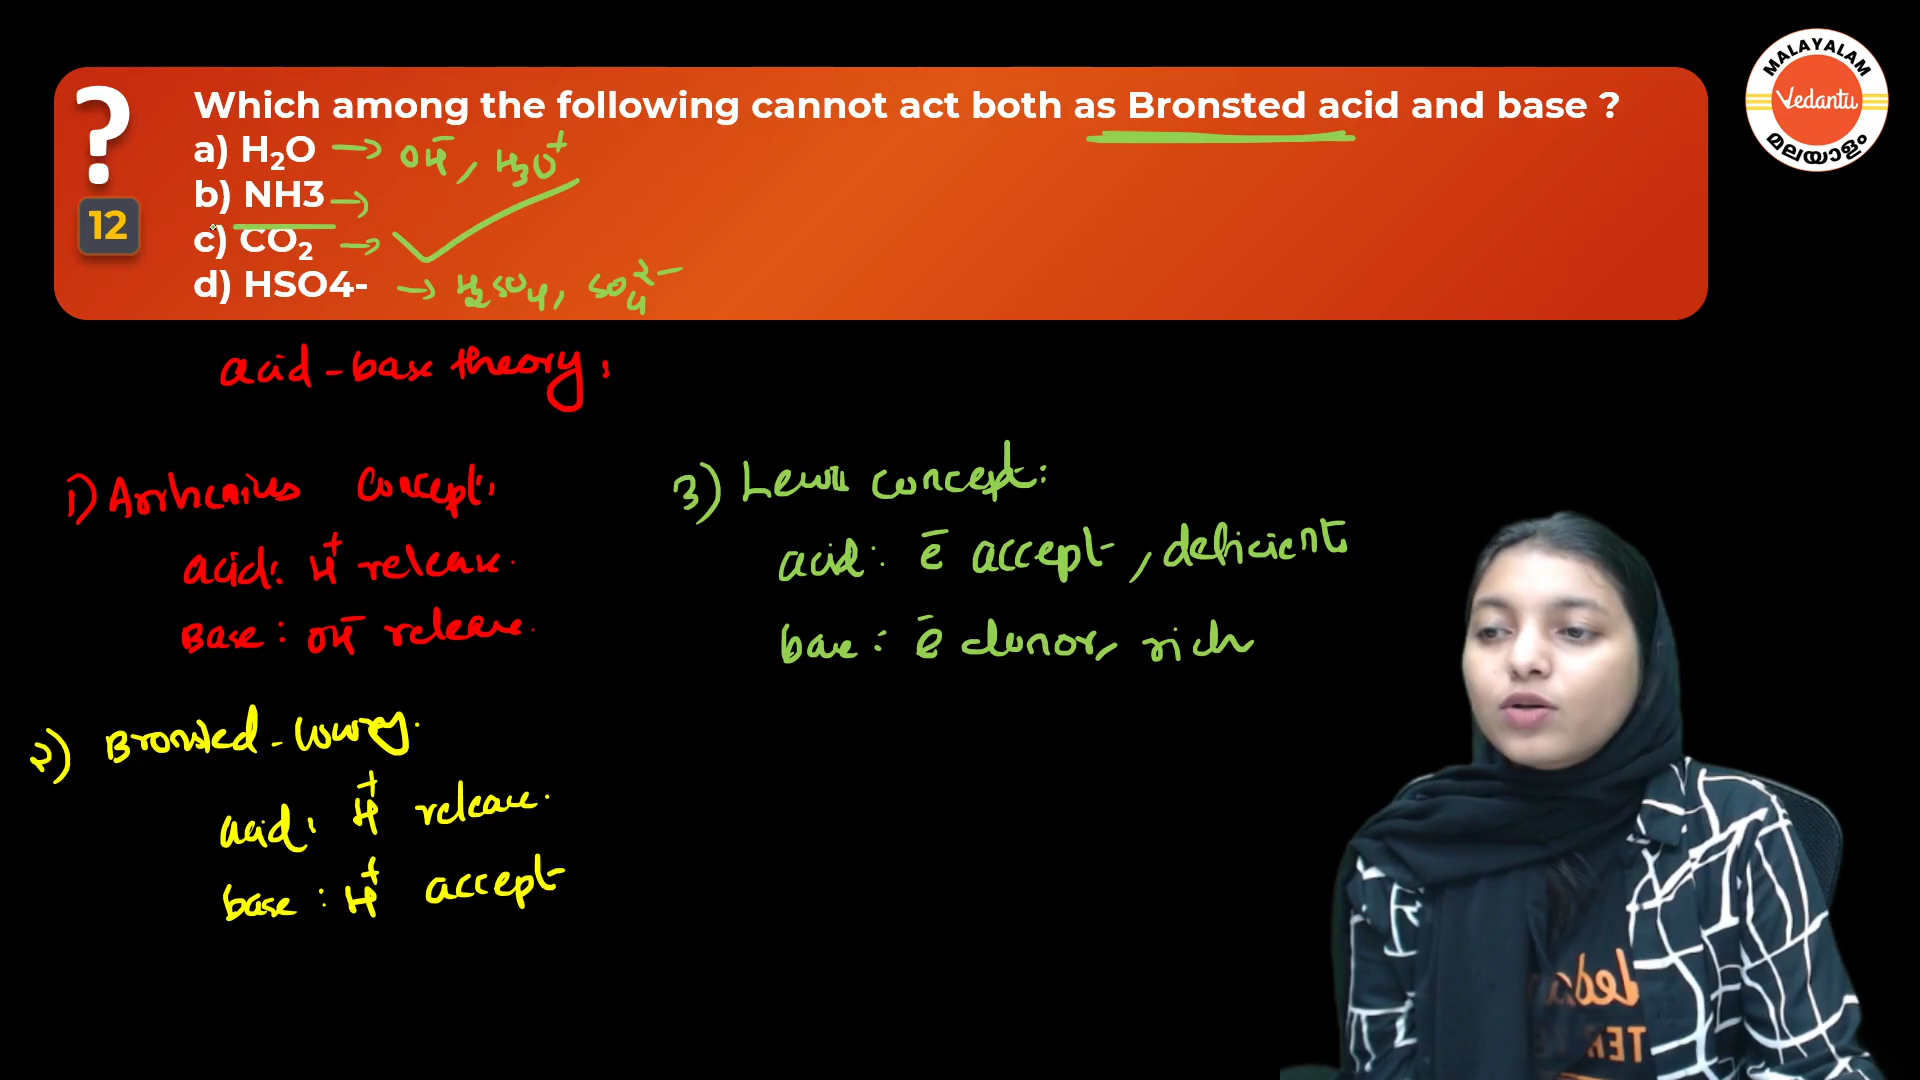 Which among the following cannot act both as Bronsted acid and base ?
a) H₂O → OH⁻, H₃O⁺
b) NH3 →
c) CO₂ → ✓
d) HSO4- → H₂SO₄, SO₄²⁻
?
12
MALAYALAM
Vedantu
മലയാളം
acid-base theory:
1) Arrhenius concept:
acid: H⁺ release.
Base: OH⁻ release.
2) Bronsted-Lowry.
acid: H⁺ release.
base: H⁺ accept
3) Lewis concept:
acid: e⁻ accept, deficient
base: e⁻ donor, rich